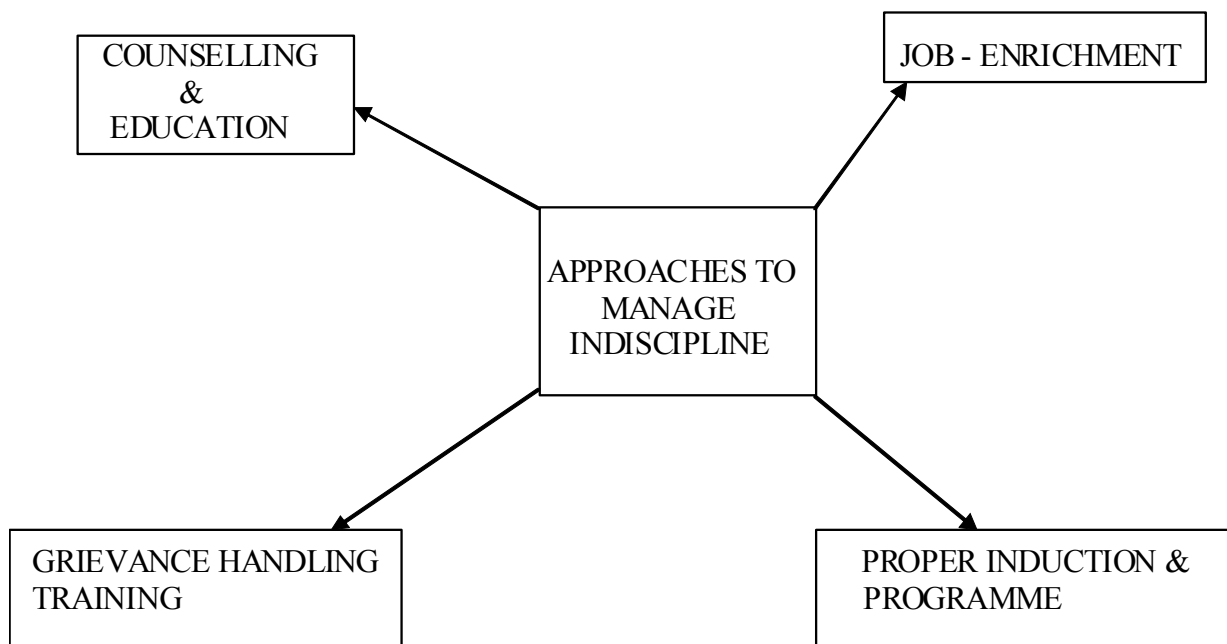 COUNSELLING
&
EDUCATION
JOB - ENRICHMENT
APPROACHES TO
MANAGE
INDISCIPLINE
GRIEVANCE HANDLING
TRAINING
PROPER INDUCTION &
PROGRAMME